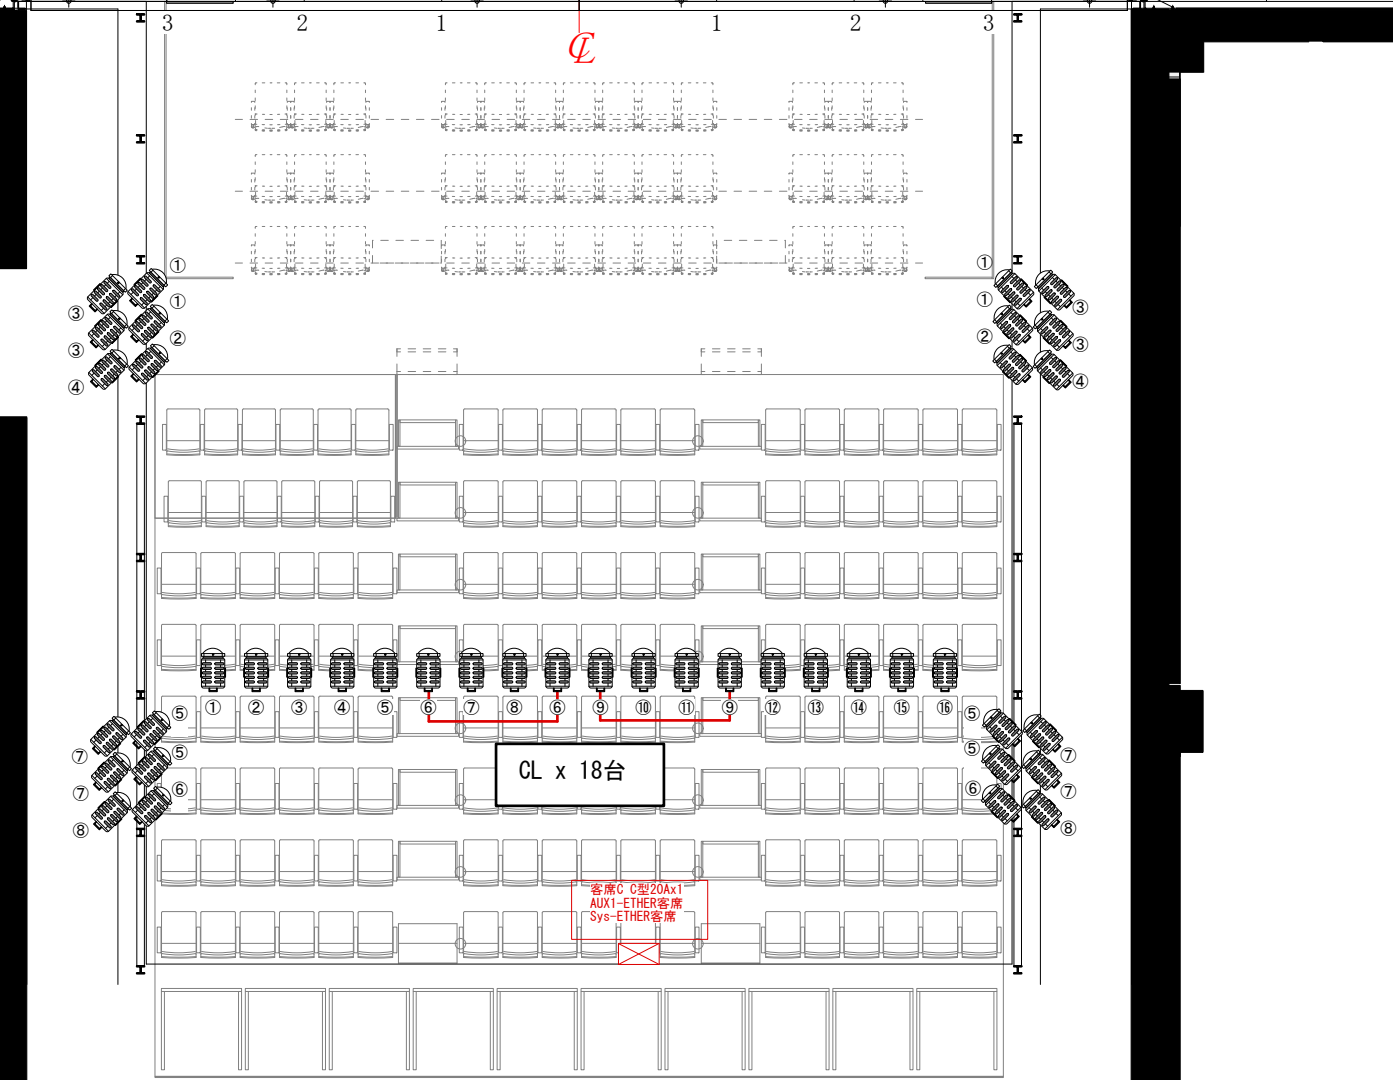 3 2 1 ℄ 1 2 3
① ①
③ ① ① ③
③ ② ② ③
④ ④
① ② ③ ④ ⑤ ⑥ ⑦ ⑧ ⑥ ⑨ ⑩ ⑪ ⑨ ⑫ ⑬ ⑭ ⑮ ⑯
⑤ ⑤
⑦ ⑤ ⑤ ⑦
⑦ ⑥ ⑥ ⑦
⑧ ⑧
CL x 18台
客席C C型20Ax1
AUX1-ETHER客席
Sys-ETHER客席